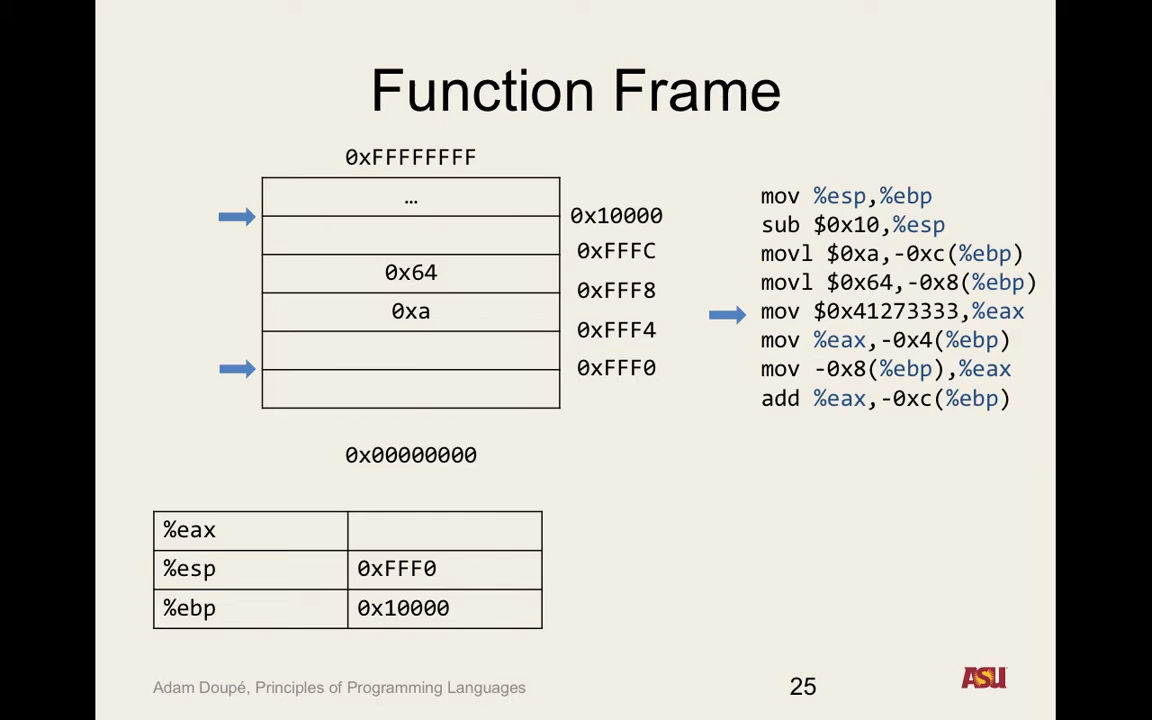 Function Frame
0xFFFFFFFF
…
0x10000
0xFFFC
0x64
0xFFF8
0xa
0xFFF4
0xFFF0
0x00000000
mov %esp,%ebp
sub $0x10,%esp
movl $0xa,-0xc(%ebp)
movl $0x64,-0x8(%ebp)
mov $0x41273333,%eax
mov %eax,-0x4(%ebp)
mov -0x8(%ebp),%eax
add %eax,-0xc(%ebp)
%eax
%esp 0xFFF0
%ebp 0x10000
Adam Doupé, Principles of Programming Languages
25
ASU